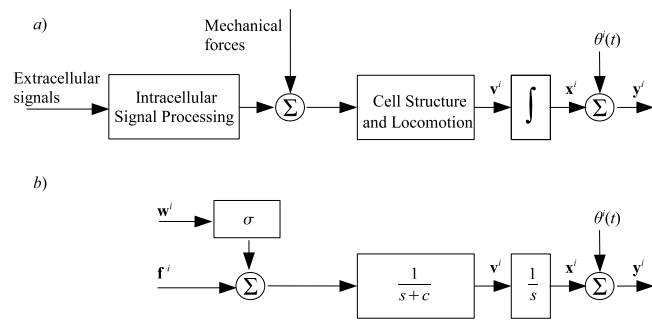 a)
Mechanical
forces
θⁱ(t)
Extracellular
signals
Intracellular
Signal Processing
Σ
Cell Structure
and Locomotion
vⁱ
∫
xⁱ
Σ
yⁱ
b)
wⁱ
σ
θⁱ(t)
fⁱ
Σ
1
s + c
vⁱ
1
s
xⁱ
Σ
yⁱ